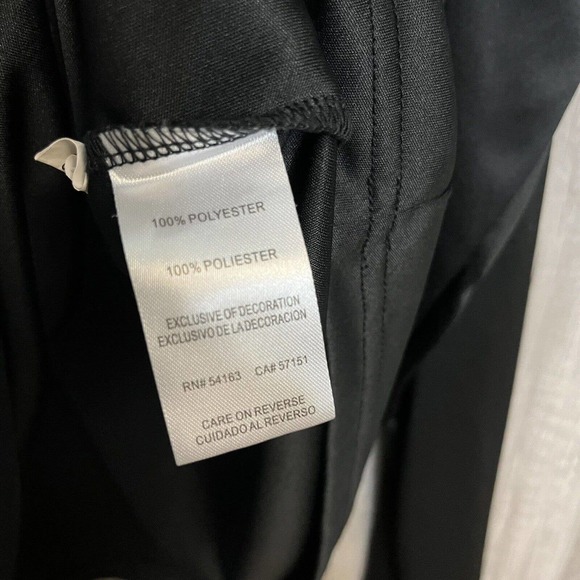 100% POLYESTER
100% POLIESTER
EXCLUSIVE OF DECORATION
EXCLUSIVO DE LA DECORACION
RN# 54163 CA# 57151
CARE ON REVERSE
CUIDADO AL REVERSO